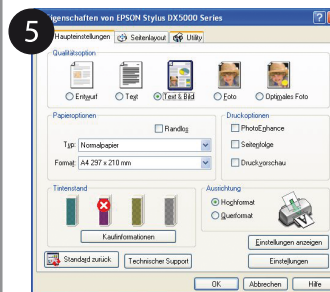 5
Eigenschaften von EPSON Stylus DX5000 Series
Haupteinstellungen Seitenlayout Utility
Qualitätsoption
Entwurf Text Text & Bild Foto Optimales Foto
Papieroptionen Druckoptionen
Randlos PhotoEnhance
Typ: Normalpapier Seitenfolge
Format: A4 297 x 210 mm Druckvorschau
Tintenstand Ausrichtung
Hochformat
Querformat
Kaufinformationen
Einstellungen anzeigen
Standard zurück Technischer Support Einstellungen
OK Abbrechen Hilfe